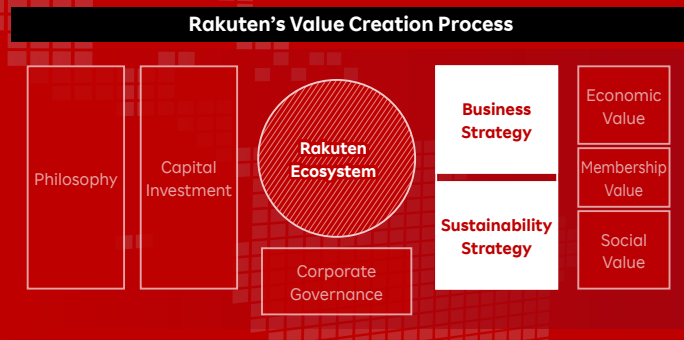 Rakuten’s Value Creation Process
Philosophy
Capital
Investment
Rakuten
Ecosystem
Corporate
Governance
Business
Strategy
Sustainability
Strategy
Economic
Value
Membership
Value
Social
Value